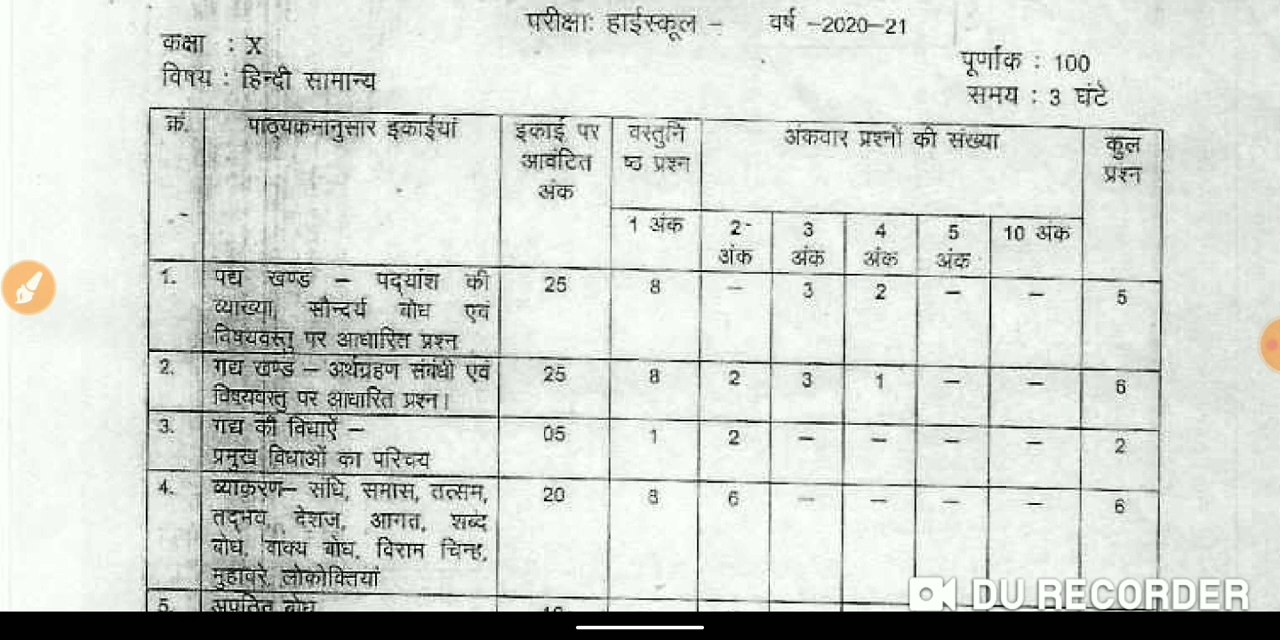 परीक्षाः हाईस्कूल – वर्ष –2020–21
कक्षा : X
पूर्णांक : 100
विषय : हिन्दी सामान्य
समय : 3 घंटे
क्रं. पाठ्यक्रमानुसार इकाईयां इकाई पर आवंटित अंक वस्तुनिष्ठ प्रश्न अंकवार प्रश्नों की संख्या कुल प्रश्न
1 अंक 2 अंक 3 अंक 4 अंक 5 अंक 10 अंक
1. पद्य खण्ड – पद्यांश की 25 8 – 3 2 – – 5
व्याख्या, सौन्दर्य बोध एवं
विषयवस्तु पर आधारित प्रश्न
2. गद्य खण्ड – अर्थग्रहण संबंधी एवं 25 8 2 3 1 – – 6
विषयवस्तु पर आधारित प्रश्न।
3. गद्य की विधाऐं – 05 1 2 – – – – 2
प्रमुख विधाओं का परिचय
4. व्याकरण– संधि, समास, तत्सम, 20 8 6 – – – – 6
तद्भव, देशज, आगत, शब्द
बोध, वाक्य बोध, विराम चिन्ह,
मुहावरे, लोकोक्तियां
5. अपठित बोध
DU RECORDER